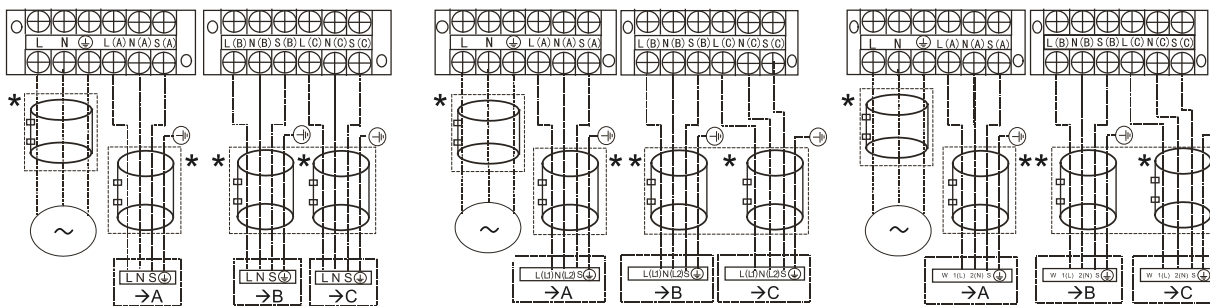 L N ⏚ L(A) N(A) S(A)
L(B) N(B) S(B) L(C) N(C) S(C)
* * * *
~
L N S ⏚
→A
L N S ⏚
→B
L N S ⏚
→C
L N ⏚ L(A) N(A) S(A)
L(B) N(B) S(B) L(C) N(C) S(C)
* * * *
~
L(L1) N(L2) S ⏚
→A
L(L1) N(L2) S ⏚
→B
L(L1) N(L2) S ⏚
→C
L N ⏚ L(A) N(A) S(A)
L(B) N(B) S(B) L(C) N(C) S(C)
* * * *
~
W 1(L) 2(N) S ⏚
→A
W 1(L) 2(N) S ⏚
→B
W 1(L) 2(N) S ⏚
→C